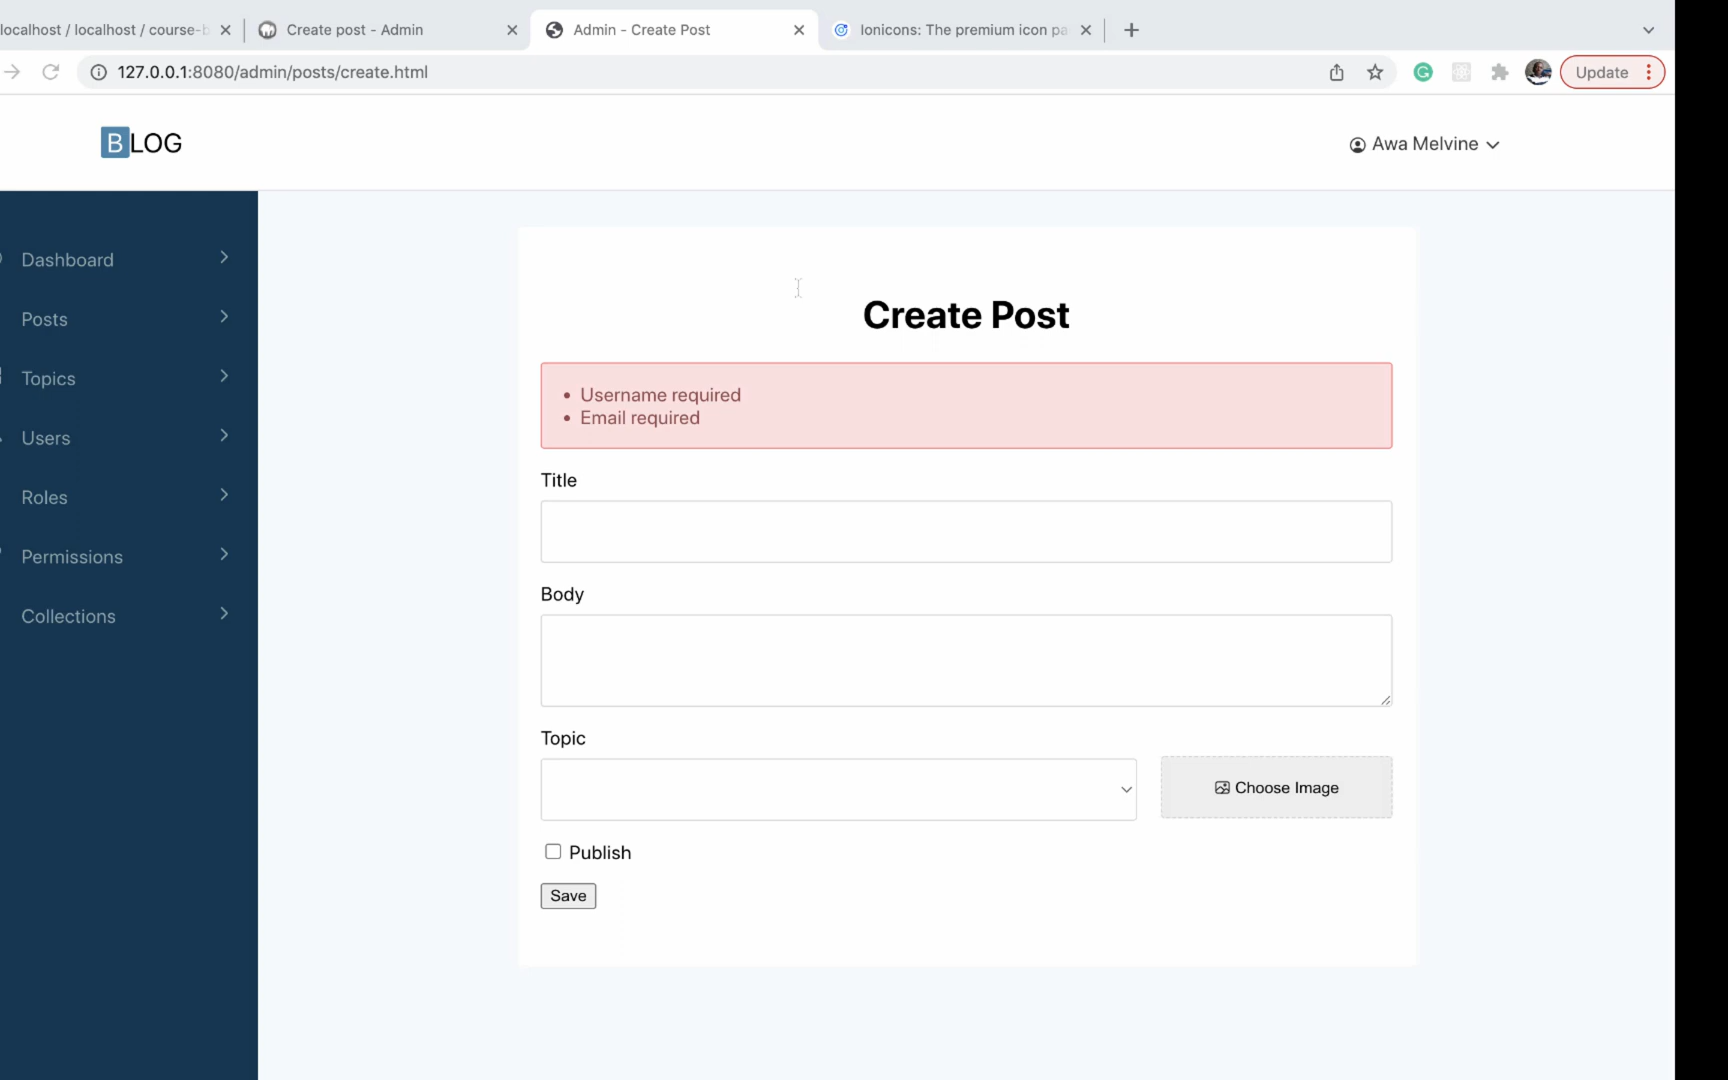 localhost / localhost / course-b
Create post - Admin
Admin - Create Post
Ionicons: The premium icon pa
127.0.0.1:8080/admin/posts/create.html
Update
BLOG
Awa Melvine
Dashboard
Posts
Topics
Users
Roles
Permissions
Collections
Create Post
• Username required
• Email required
Title
Body
Topic
Choose Image
Publish
Save